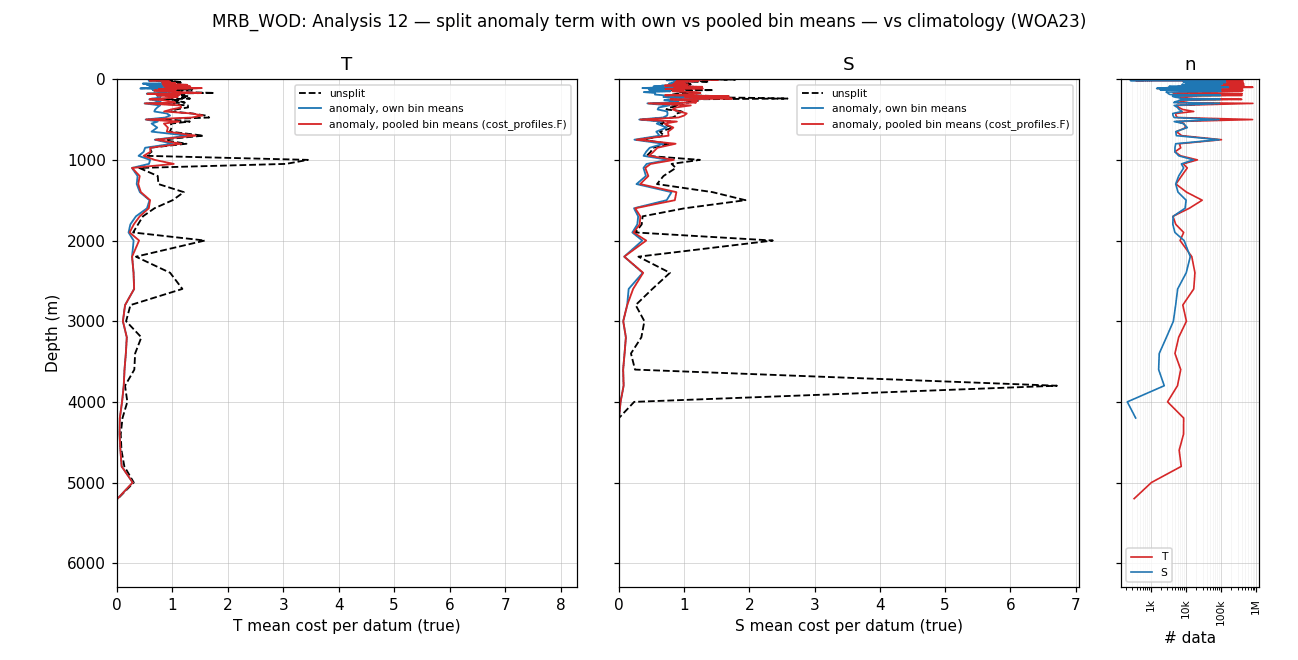 MRB_WOD: Analysis 12 — split anomaly term with own vs pooled bin means — vs climatology (WOA23)
T
S
n
unsplit
anomaly, own bin means
anomaly, pooled bin means (cost_profiles.F)
unsplit
anomaly, own bin means
anomaly, pooled bin means (cost_profiles.F)
0
1000
2000
3000
4000
5000
6000
Depth (m)
T
S
0 1 2 3 4 5 6 7 8
0 1 2 3 4 5 6 7
1k 10k 100k 1M
T mean cost per datum (true)
S mean cost per datum (true)
# data